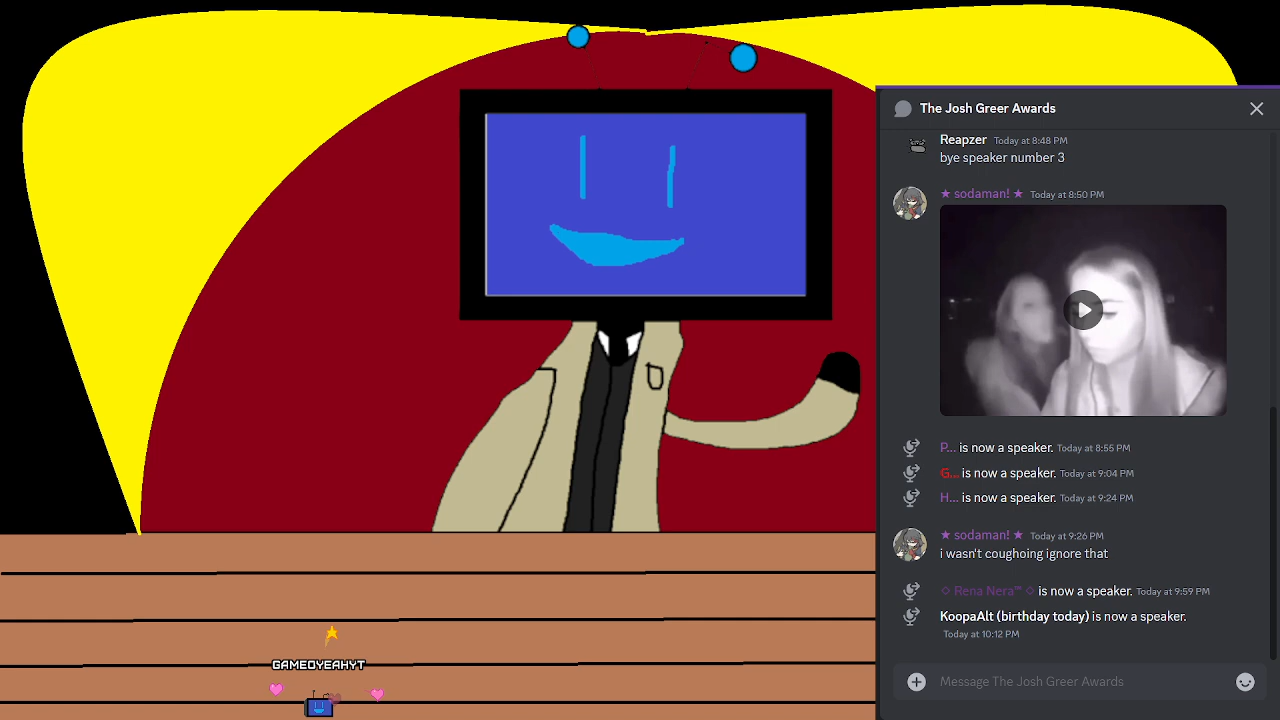 The Josh Greer Awards
Reapzer Today at 8:48 PM
bye speaker number 3
★ sodaman! ★ Today at 8:50 PM
P... is now a speaker. Today at 8:55 PM
G... is now a speaker. Today at 9:04 PM
H... is now a speaker. Today at 9:24 PM
★ sodaman! ★ Today at 9:26 PM
i wasn't coughoing ignore that
◇ Rena Nera™ ◇ is now a speaker. Today at 9:59 PM
KoopaAlt (birthday today) is now a speaker.
Today at 10:12 PM
Message The Josh Greer Awards
GAMEOYEAHYT